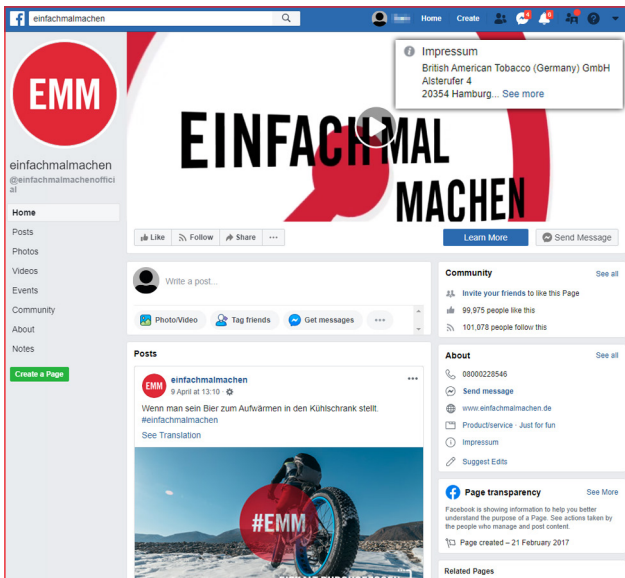 einfachmalmachen
Home
Create
4
6
Impressum
British American Tobacco (Germany) GmbH
Alsterufer 4
20354 Hamburg... See more
EMM
EINFACH MAL
MACHEN
einfachmalmachen
@einfachmalmachenoffici
al
Home
Posts
Photos
Videos
Events
Community
About
Notes
Create a Page
Like
Follow
Share
Learn More
Send Message
Write a post...
Photo/Video
Tag friends
Get messages
Posts
EMM
einfachmalmachen
9 April at 13:10
Wenn man sein Bier zum Aufwärmen in den Kühlschrank stellt.
#einfachmalmachen
See Translation
#EMM
Community
See all
Invite your friends to like this Page
99,975 people like this
101,078 people follow this
About
See all
08000228546
Send message
www.einfachmalmachen.de
Product/service · Just for fun
Impressum
Suggest Edits
Page transparency
See More
Facebook is showing information to help you better
understand the purpose of a Page. See actions taken by
the people who manage and post content.
Page created – 21 February 2017
Related Pages